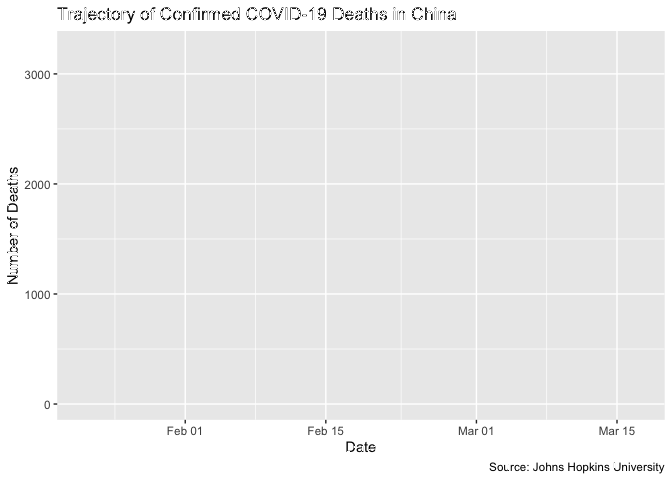 Trajectory of Confirmed COVID-19 Deaths in China
Number of Deaths
3000
2000
1000
0
Feb 01
Feb 15
Mar 01
Mar 15
Date
Source: Johns Hopkins University